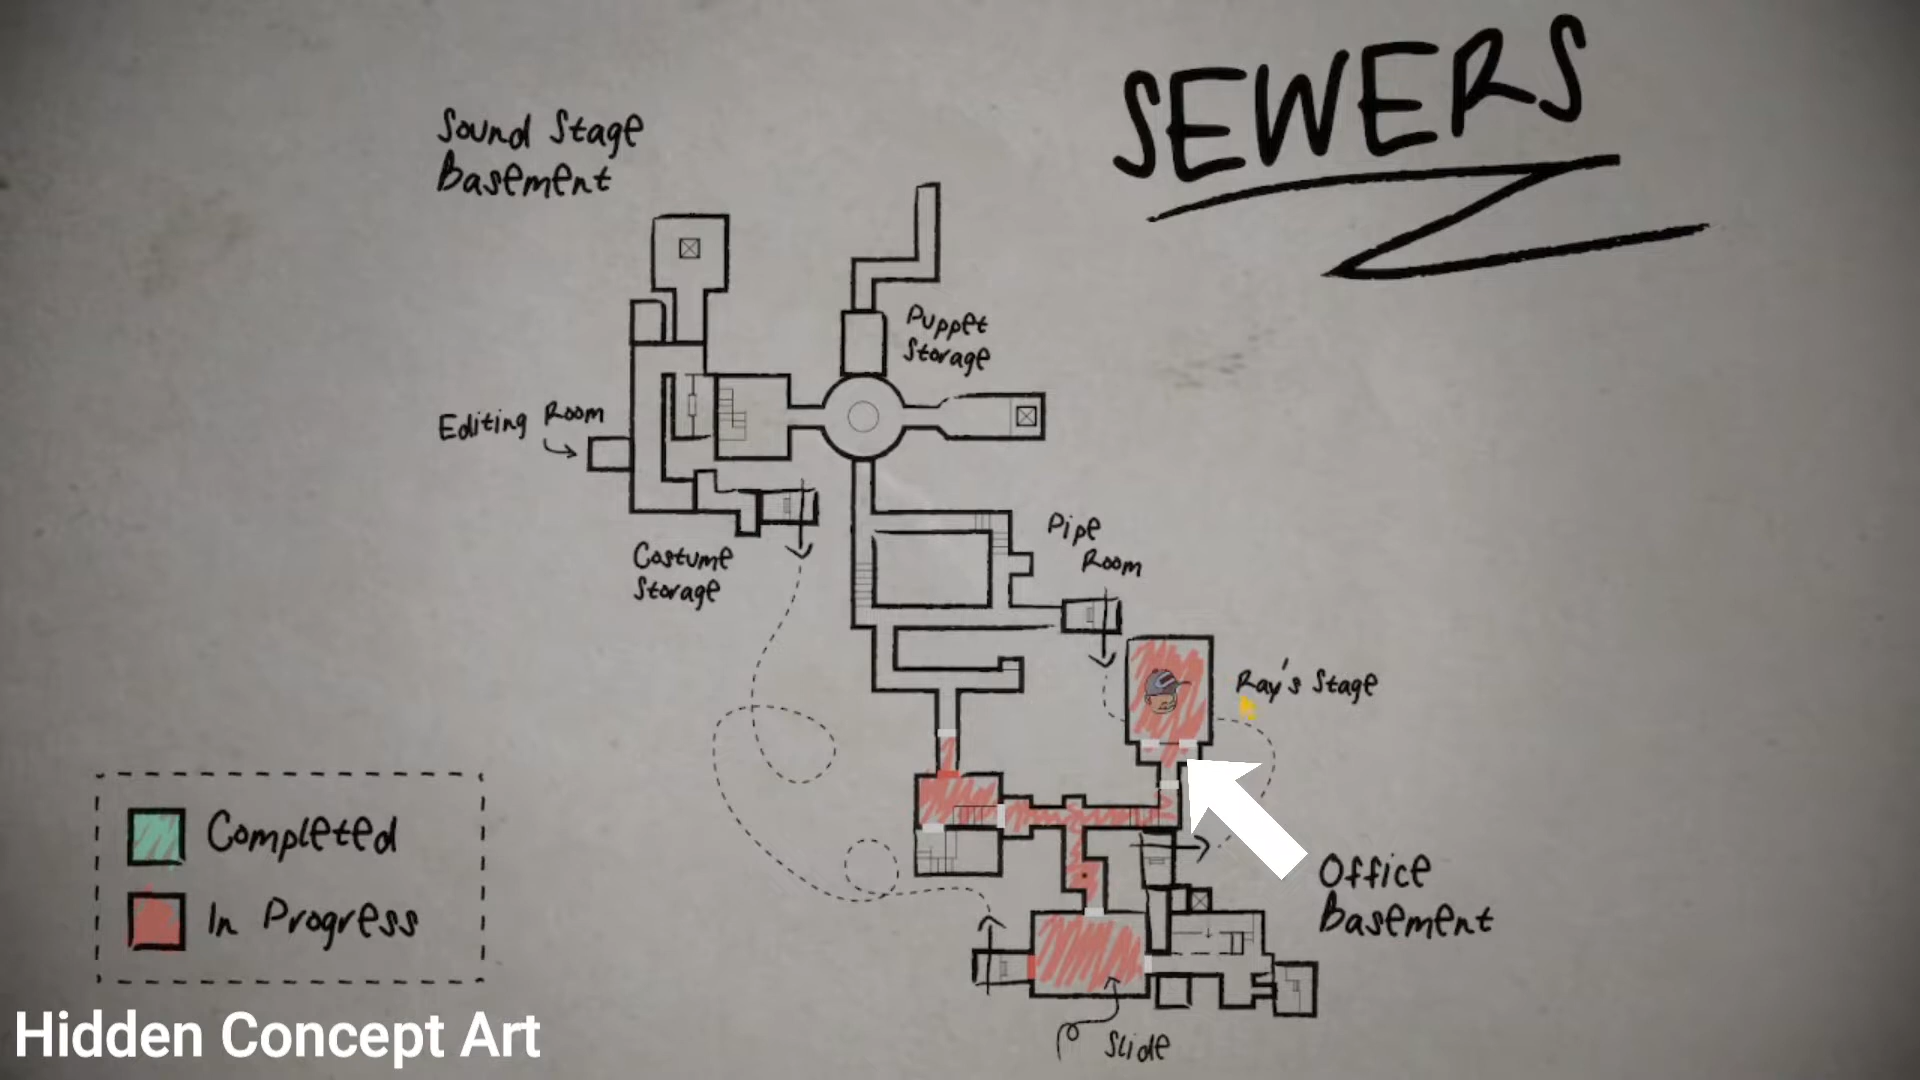 SEWERS
Sound Stage
Basement
Puppet
Storage
Editing Room
Pipe
Room
Costume
Storage
Ray's Stage
Completed
In Progress
Office
Basement
Slide
Hidden Concept Art